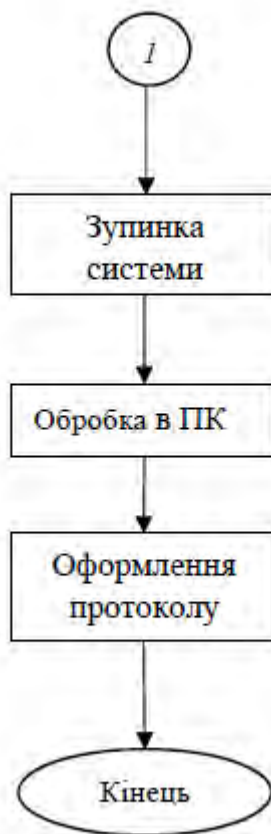 1
Зупинка
системи
Обробка в ПК
Оформлення
протоколу
Кінець